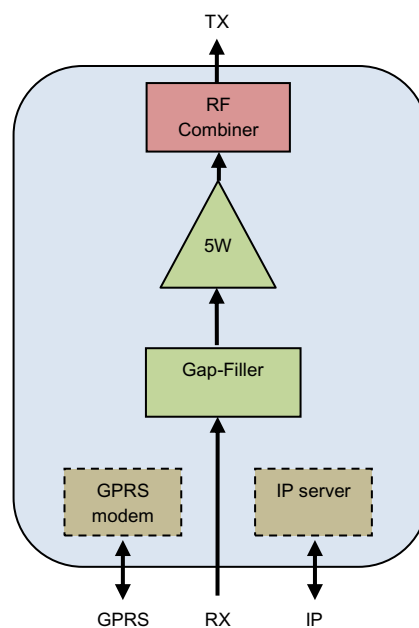 TX
RF
Combiner
5W
Gap-Filler
GPRS
modem
IP server
GPRS
RX
IP